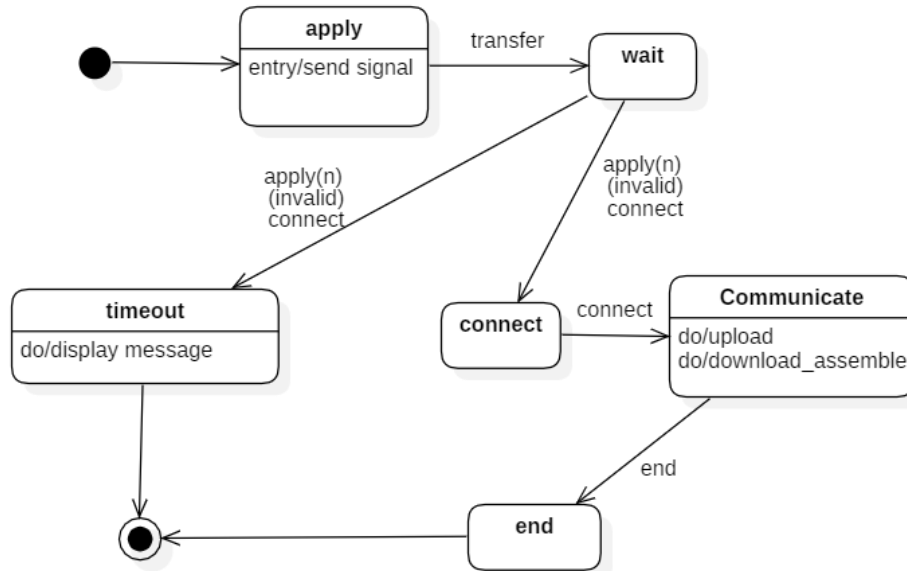 apply
entry/send signal
transfer
wait
apply(n)
(invalid)
connect
apply(n)
(invalid)
connect
timeout
do/display message
connect
connect
Communicate
do/upload
do/download_assemble
end
end